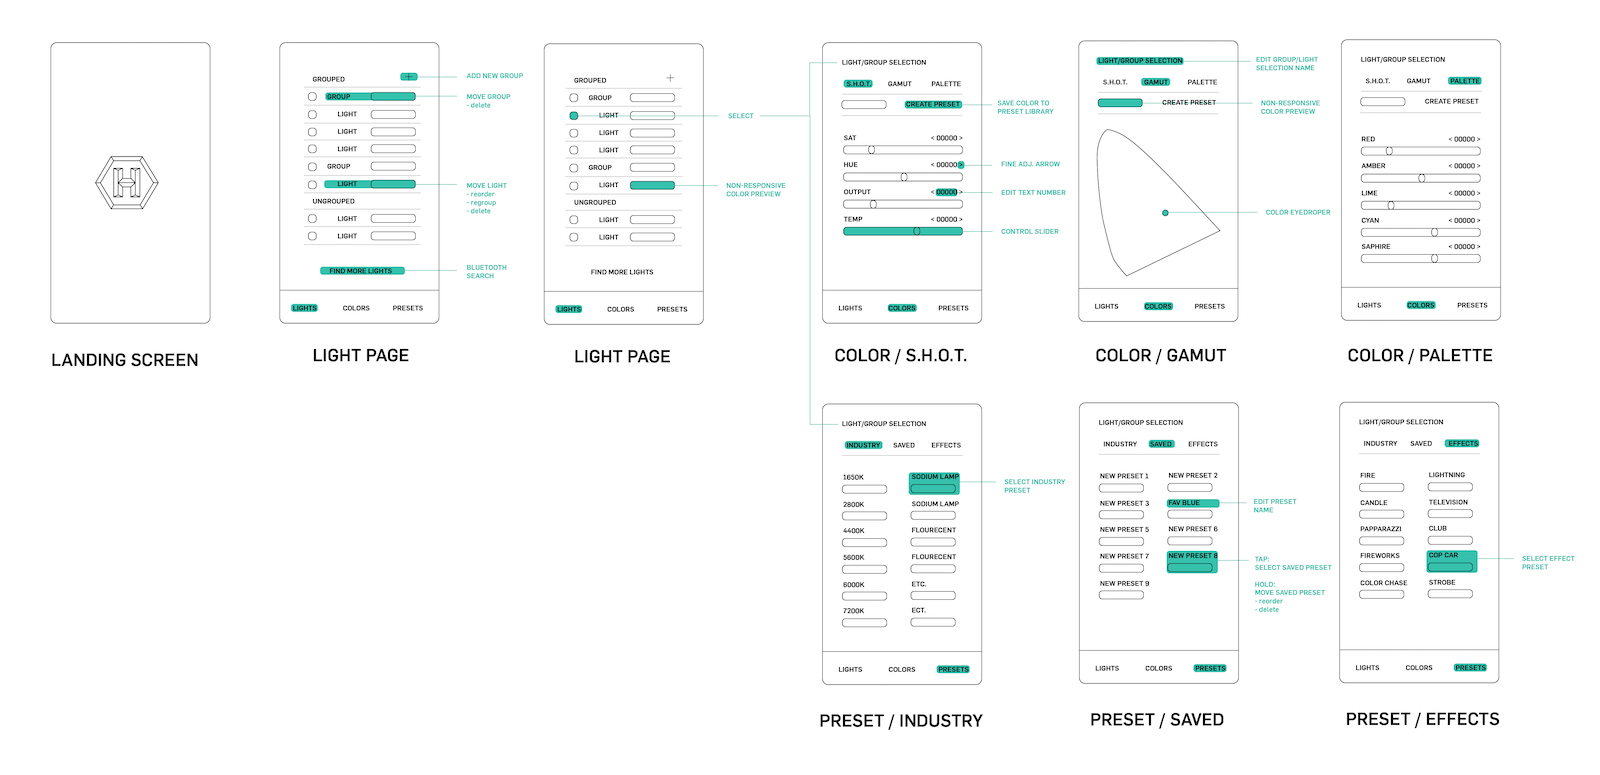 H
LANDING SCREEN
GROUPED
+
GROUP
LIGHT
LIGHT
LIGHT
GROUP
LIGHT
UNGROUPED
LIGHT
LIGHT
FIND MORE LIGHTS
LIGHTS COLORS PRESETS
ADD NEW GROUP
MOVE GROUP
- delete
MOVE LIGHT
- reorder
- regroup
- delete
BLUETOOTH
SEARCH
LIGHT PAGE
GROUPED
+
GROUP
LIGHT
LIGHT
LIGHT
GROUP
LIGHT
UNGROUPED
LIGHT
LIGHT
FIND MORE LIGHTS
LIGHTS COLORS PRESETS
SELECT
NON-RESPONSIVE
COLOR PREVIEW
LIGHT PAGE
LIGHT/GROUP SELECTION
S.H.O.T. GAMUT PALETTE
CREATE PRESET
SAT < 00000 >
HUE < 00000 >
OUTPUT < 00000 >
TEMP < 00000 >
LIGHTS COLORS PRESETS
SAVE COLOR TO
PRESET LIBRARY
FINE ADJ. ARROW
EDIT TEXT NUMBER
CONTROL SLIDER
COLOR / S.H.O.T.
LIGHT/GROUP SELECTION
S.H.O.T. GAMUT PALETTE
CREATE PRESET
LIGHTS COLORS PRESETS
EDIT GROUP/LIGHT
SELECTION NAME
NON-RESPONSIVE
COLOR PREVIEW
COLOR EYEDROPER
COLOR / GAMUT
LIGHT/GROUP SELECTION
S.H.O.T. GAMUT PALETTE
CREATE PRESET
RED < 00000 >
AMBER < 00000 >
LIME < 00000 >
CYAN < 00000 >
SAPHIRE < 00000 >
LIGHTS COLORS PRESETS
COLOR / PALETTE
LIGHT/GROUP SELECTION
INDUSTRY SAVED EFFECTS
1650K SODIUM LAMP
2800K SODIUM LAMP
4400K FLOURECENT
5600K FLOURECENT
6000K ETC.
7200K ECT.
LIGHTS COLORS PRESETS
SELECT INDUSTRY
PRESET
PRESET / INDUSTRY
LIGHT/GROUP SELECTION
INDUSTRY SAVED EFFECTS
NEW PRESET 1 NEW PRESET 2
NEW PRESET 3 FAV BLUE
NEW PRESET 5 NEW PRESET 6
NEW PRESET 7 NEW PRESET 8
NEW PRESET 9
LIGHTS COLORS PRESETS
EDIT PRESET
NAME
TAP:
SELECT SAVED PRESET
HOLD:
MOVE SAVED PRESET
- reorder
- delete
PRESET / SAVED
LIGHT/GROUP SELECTION
INDUSTRY SAVED EFFECTS
FIRE LIGHTNING
CANDLE TELEVISION
PAPPARAZZI CLUB
FIREWORKS COP CAR
COLOR CHASE STROBE
LIGHTS COLORS PRESETS
SELECT EFFECT
PRESET
PRESET / EFFECTS